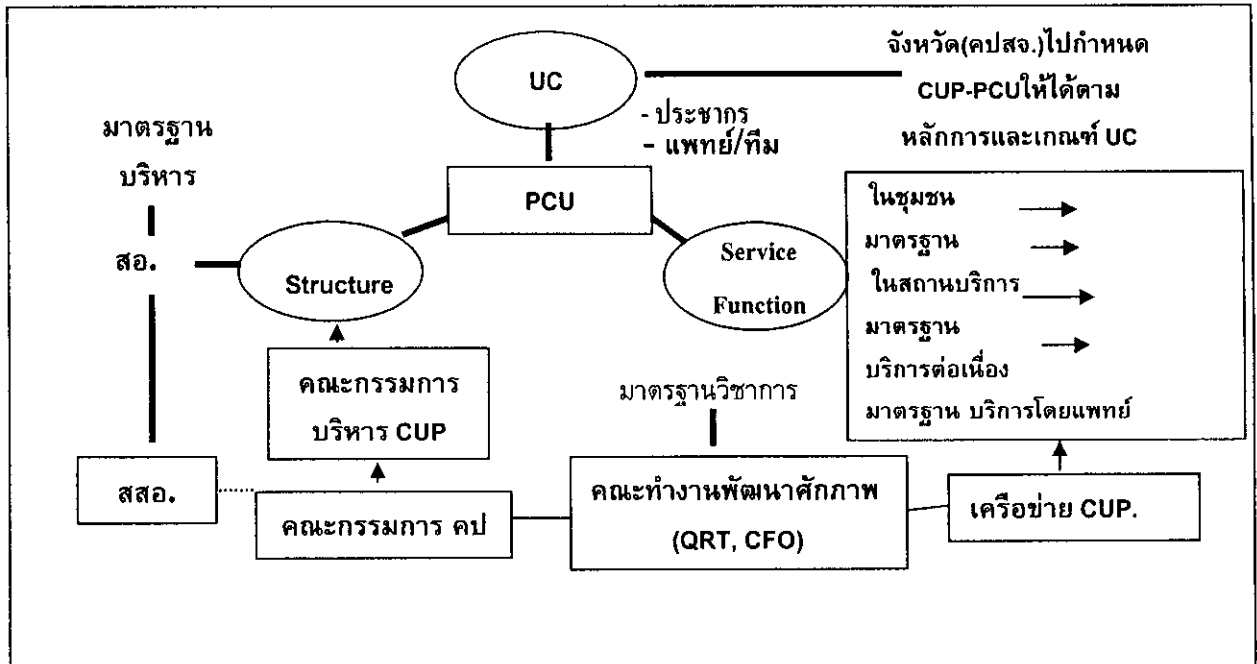 UC
จังหวัด(คปสจ.)ไปกำหนด
CUP-PCUให้ได้ตาม
หลักการและเกณฑ์ UC
- ประชากร
- แพทย์/ทีม
มาตรฐาน
บริหาร
PCU
สอ.
Structure
Service
Function
ในชุมชน
มาตรฐาน
ในสถานบริการ
มาตรฐาน
บริการต่อเนื่อง
มาตรฐาน บริการโดยแพทย์
คณะกรรมการ
บริหาร CUP
มาตรฐานวิชาการ
สสอ.
คณะกรรมการ คป
คณะทำงานพัฒนาศักภาพ
(QRT, CFO)
เครือข่าย CUP.